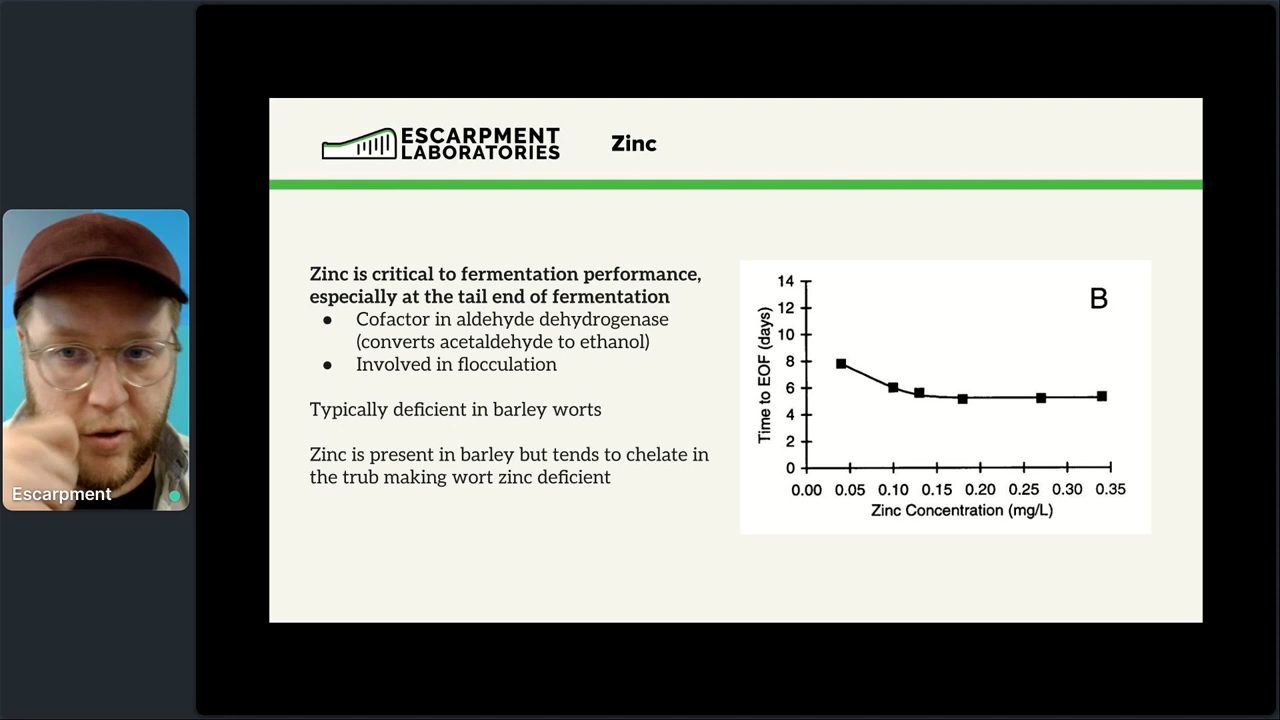 ESCARPMENT
LABORATORIES
Zinc
Zinc is critical to fermentation performance,
especially at the tail end of fermentation
● Cofactor in aldehyde dehydrogenase
(converts acetaldehyde to ethanol)
● Involved in flocculation
Typically deficient in barley worts
Zinc is present in barley but tends to chelate in
the trub making wort zinc deficient
B
Time to EOF (days)
14
12
10
8
6
4
2
0
0.00 0.05 0.10 0.15 0.20 0.25 0.30 0.35
Zinc Concentration (mg/L)
Escarpment